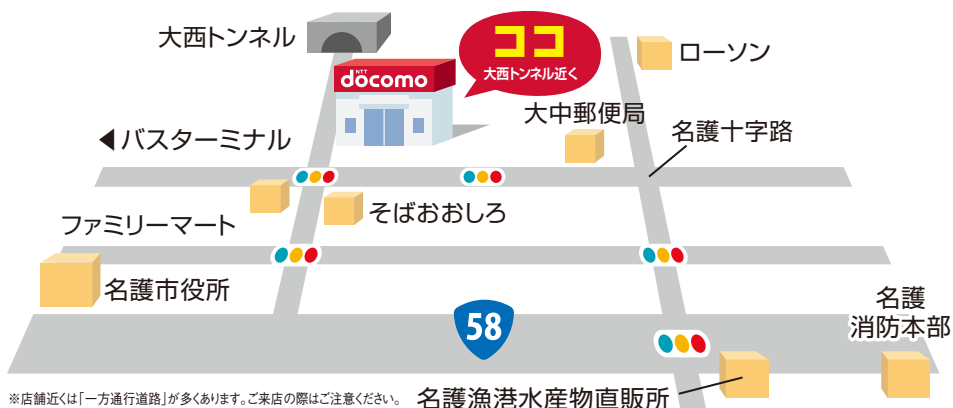 大西トンネル
ココ
大西トンネル近く
ローソン
NTT
döcomo
大中郵便局
名護十字路
◀バスターミナル
そばおおしろ
ファミリーマート
名護市役所
58
名護
消防本部
名護漁港水産物直販所
※店舗近くは「一方通行道路」が多くあります。ご来店の際はご注意ください。